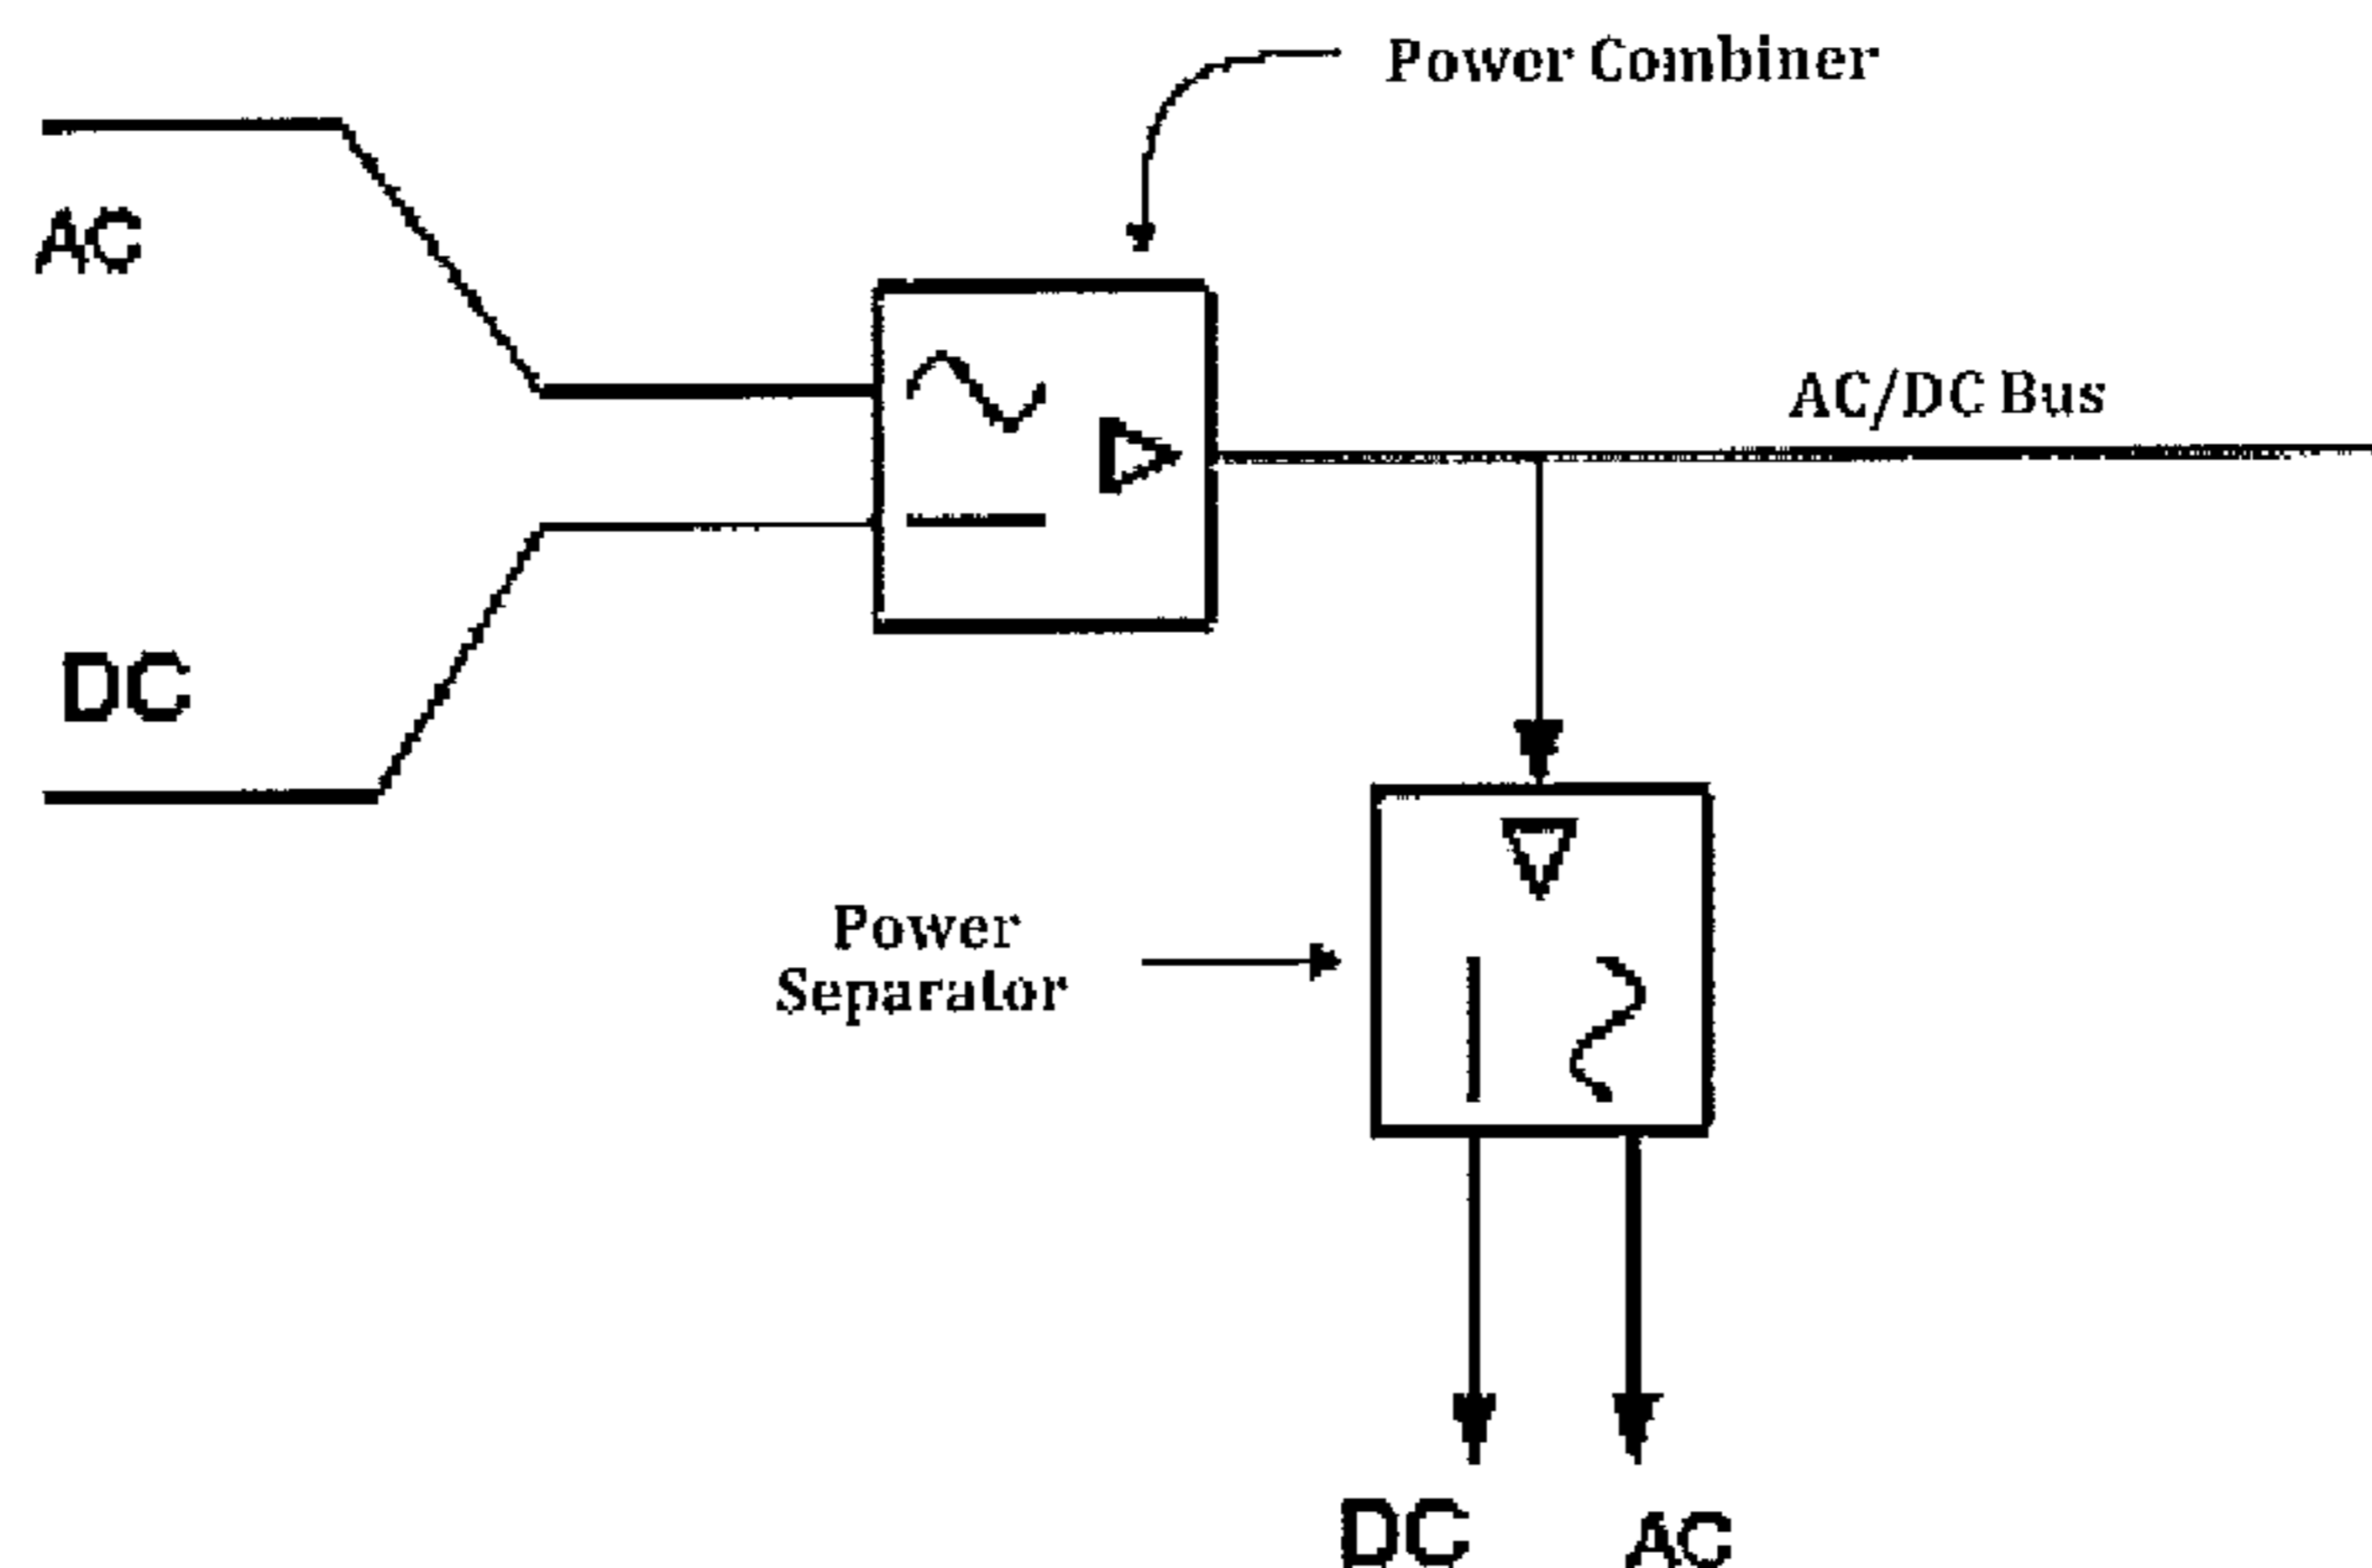 Power Combiner
AC
AC/DC Bus
DC
Power
Separator
DC
AC